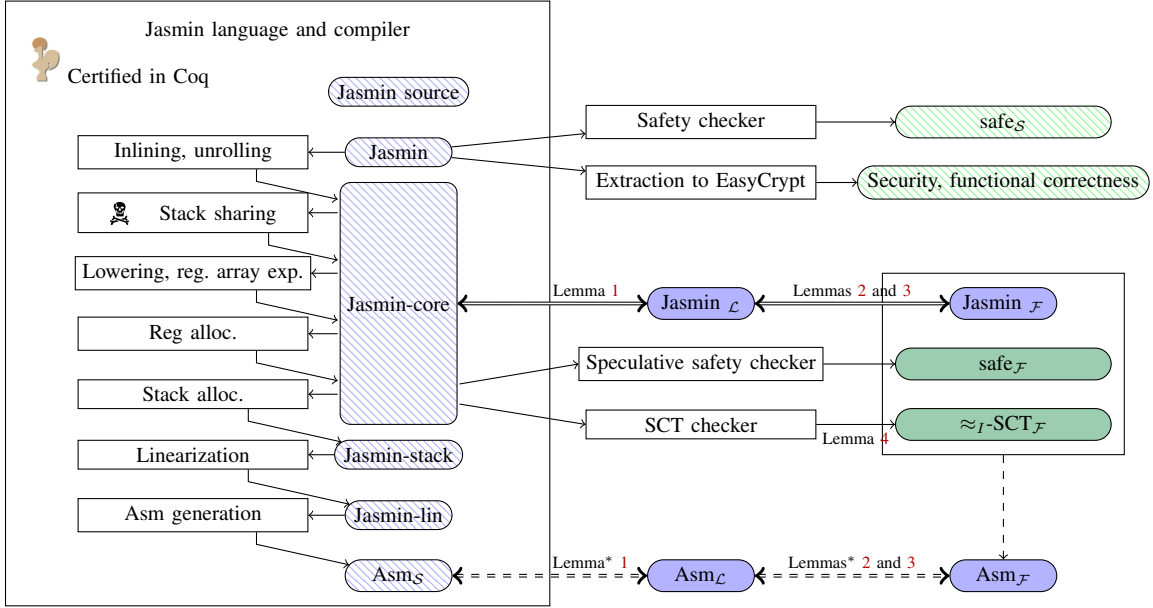 Jasmin language and compiler
Certified in Coq
Jasmin source
Safety checker
safe𝒮
Inlining, unrolling
Jasmin
Extraction to EasyCrypt
Security, functional correctness
Stack sharing
Lowering, reg. array exp.
Jasmin-core
Lemma 1
Jasmin ℒ
Lemmas 2 and 3
Jasmin ℱ
Reg alloc.
Speculative safety checker
safeℱ
Stack alloc.
SCT checker
Lemma 4
≈I-SCTℱ
Linearization
Jasmin-stack
Asm generation
Jasmin-lin
Asm𝒮
Lemma* 1
Asmℒ
Lemmas* 2 and 3
Asmℱ